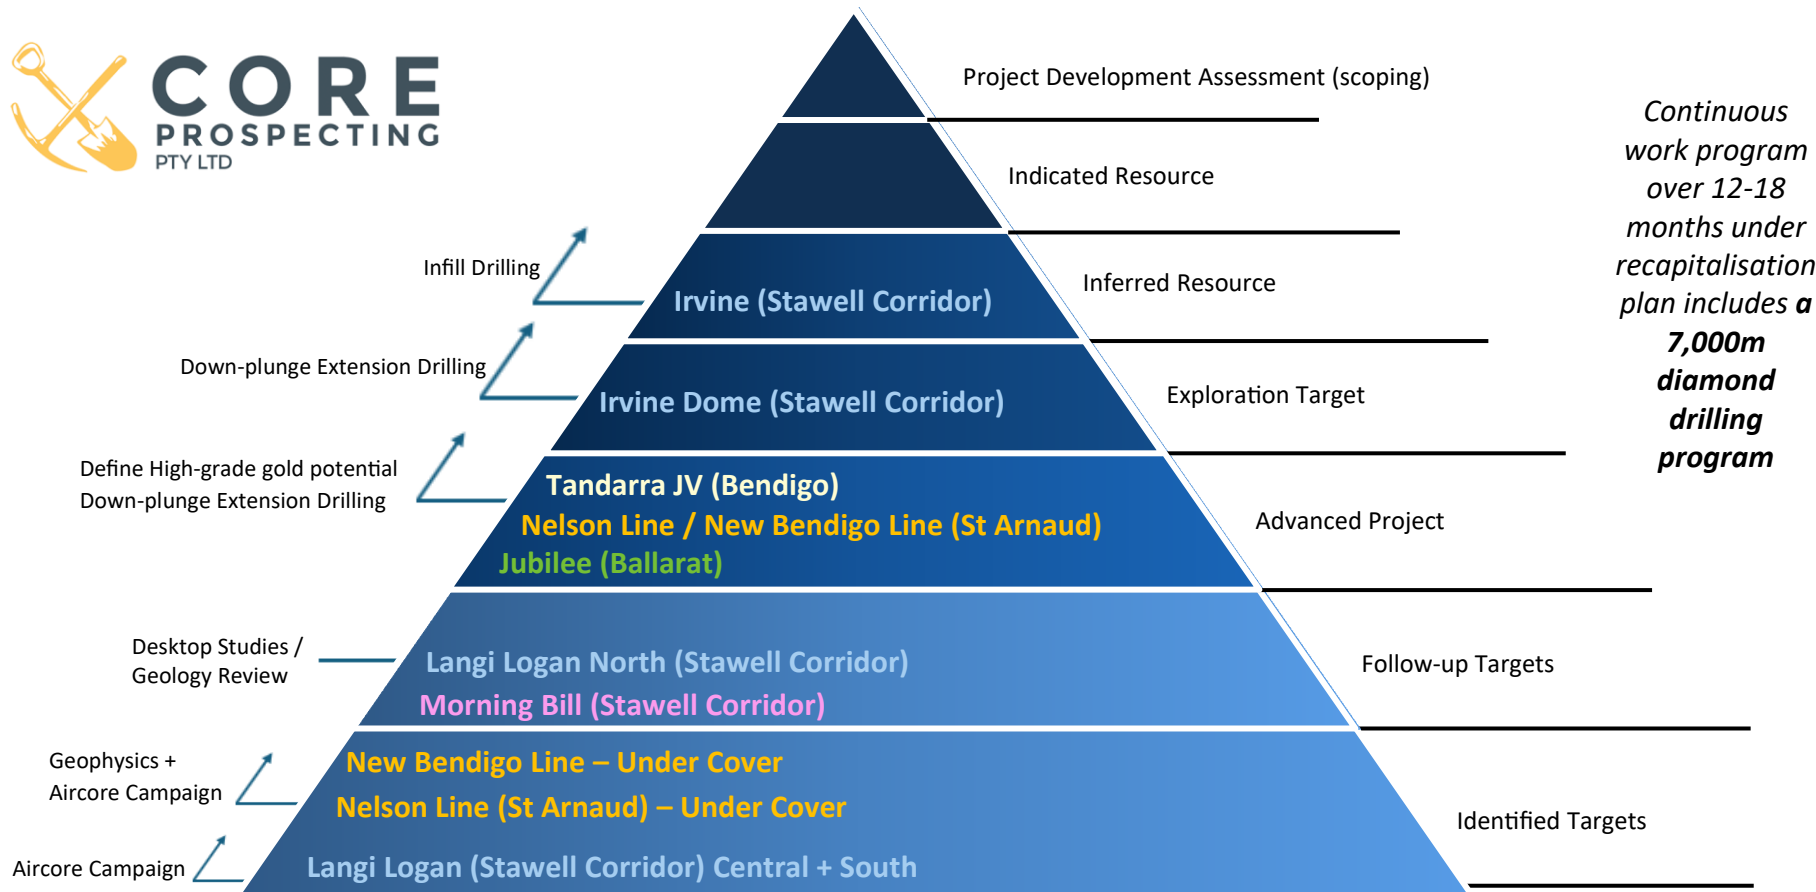 CORE
PROSPECTING
PTY LTD
Project Development Assessment (scoping)
Indicated Resource
Infill Drilling
Irvine (Stawell Corridor)
Inferred Resource
Down-plunge Extension Drilling
Irvine Dome (Stawell Corridor)
Exploration Target
Define High-grade gold potential
Down-plunge Extension Drilling
Tandarra JV (Bendigo)
Nelson Line / New Bendigo Line (St Arnaud)
Jubilee (Ballarat)
Advanced Project
Desktop Studies /
Geology Review
Langi Logan North (Stawell Corridor)
Morning Bill (Stawell Corridor)
Follow-up Targets
Geophysics +
Aircore Campaign
New Bendigo Line – Under Cover
Nelson Line (St Arnaud) – Under Cover
Identified Targets
Aircore Campaign
Langi Logan (Stawell Corridor) Central + South
Continuous
work program
over 12-18
months under
recapitalisation
plan includes a
7,000m
diamond
drilling
program